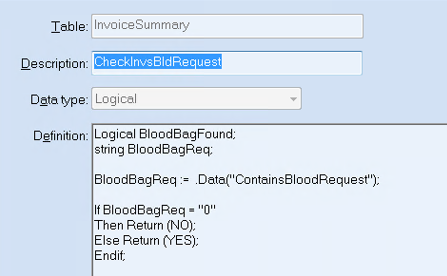 Table: InvoiceSummary
Description: CheckInvsBldRequest
Data type: Logical
Definition: Logical BloodBagFound;
string BloodBagReq;
BloodBagReq := .Data("ContainsBloodRequest");
If BloodBagReq = "0"
Then Return (NO);
Else Return (YES);
Endif;